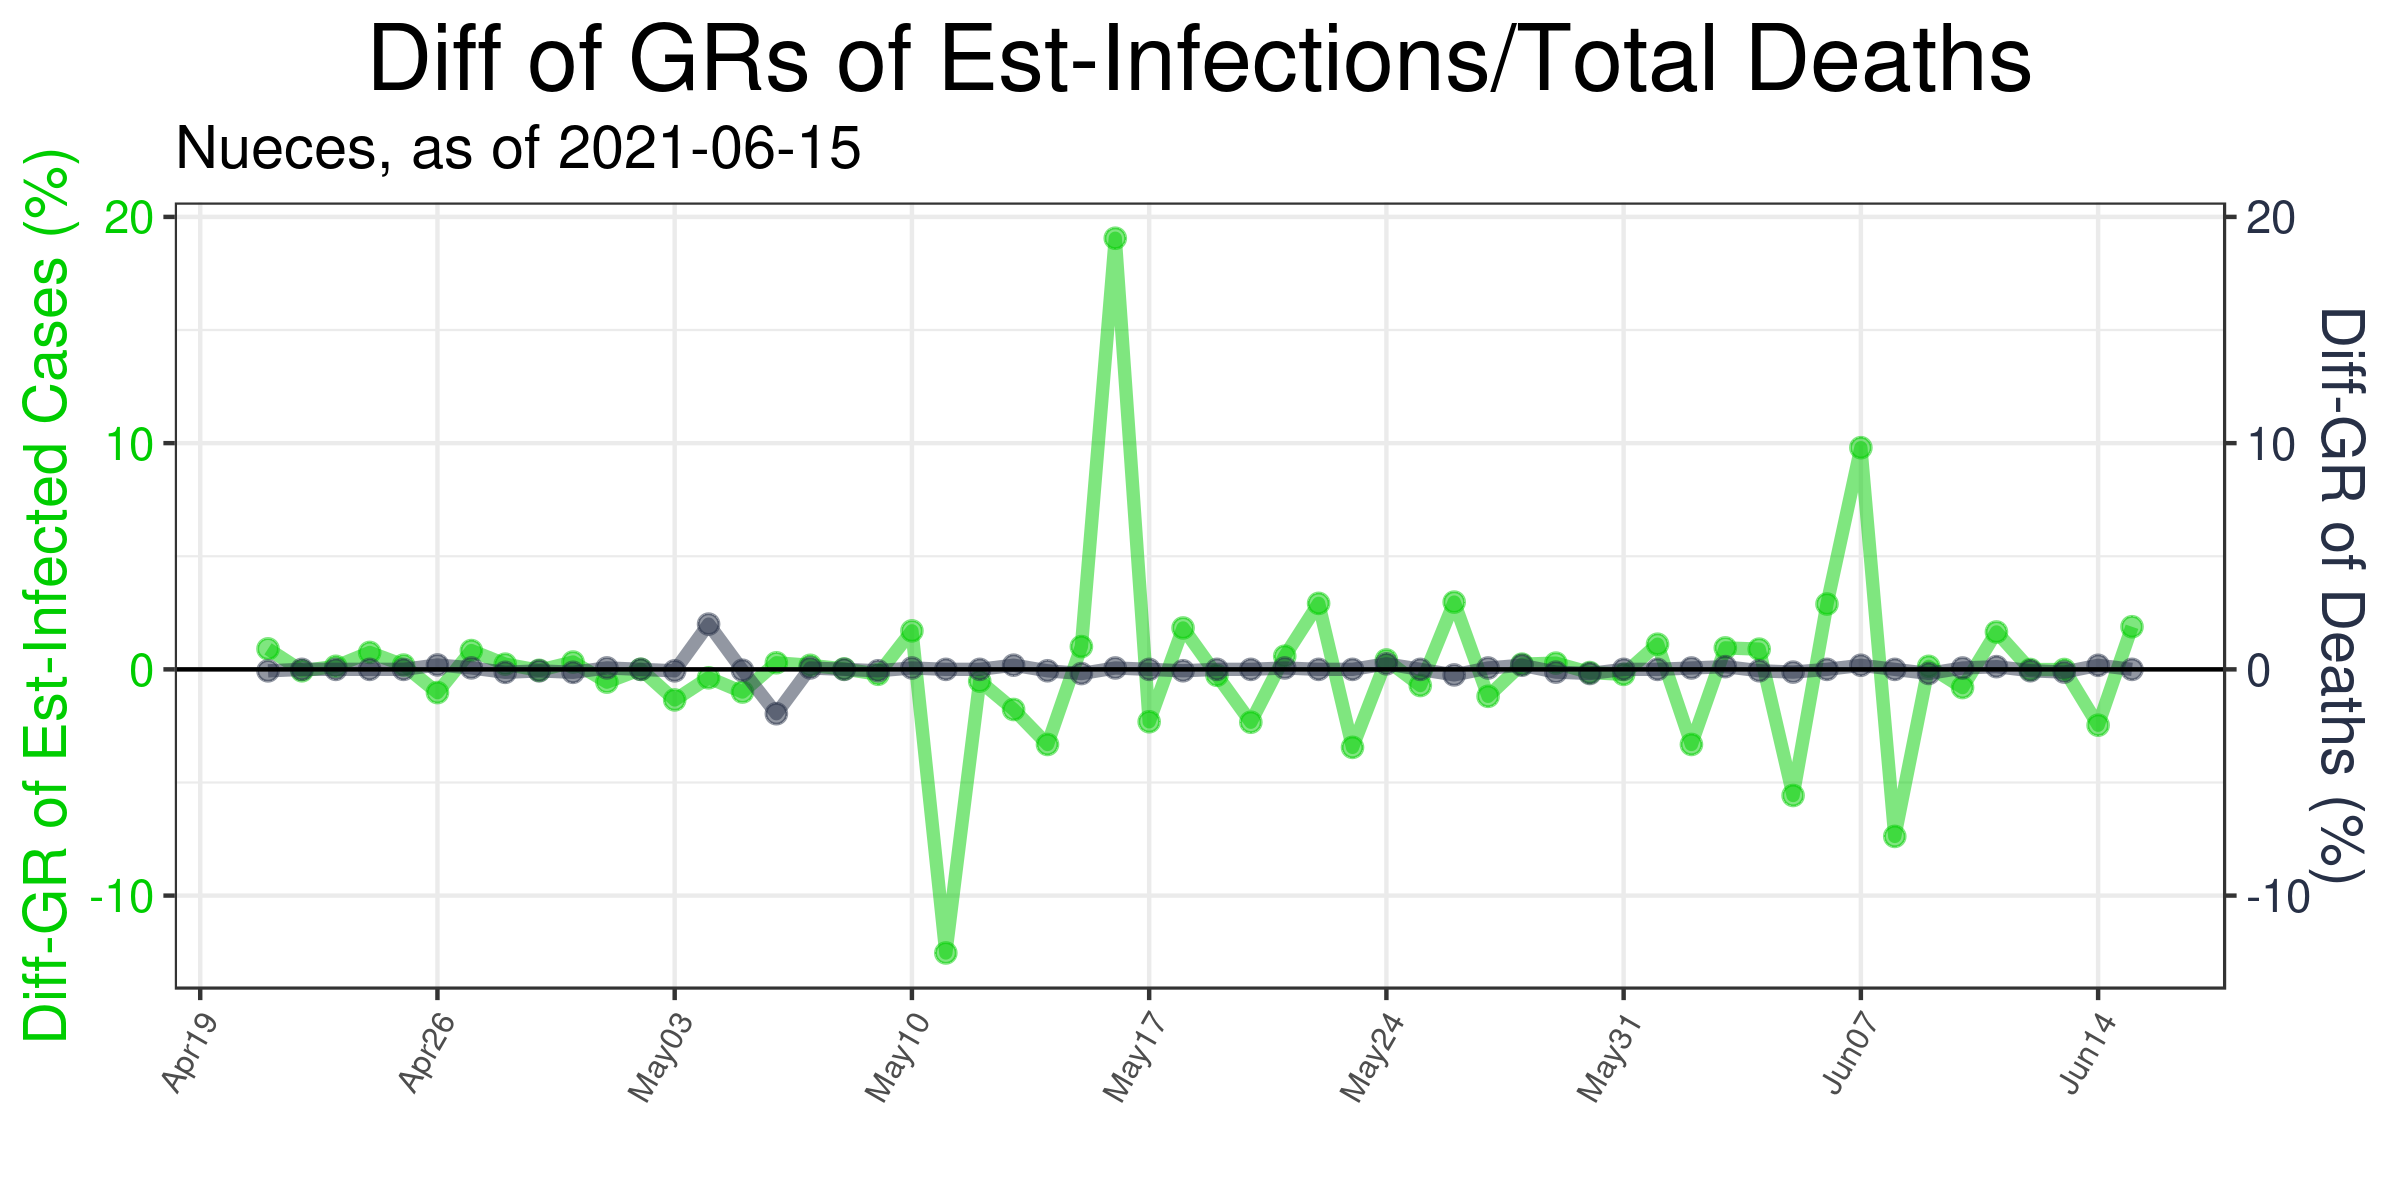 Diff of GRs of Est-Infections/Total Deaths
Nueces, as of 2021-06-15
Diff-GR of Est-Infected Cases (%)
20
10
0
-10
20
10
0
-10
Diff-GR of Deaths (%)
Apr19
Apr26
May03
May10
May17
May24
May31
Jun07
Jun14